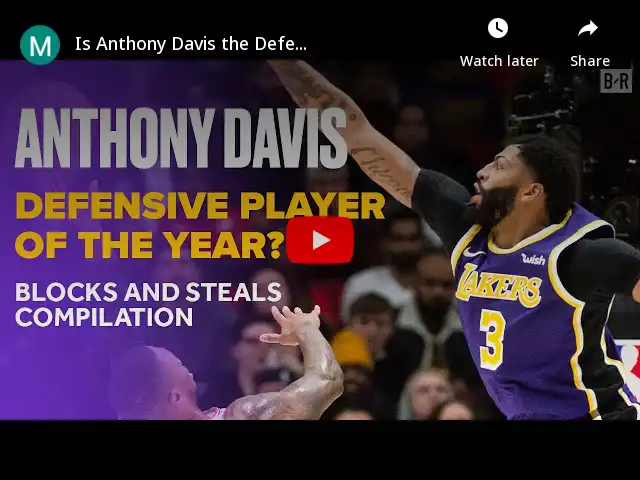 M
Is Anthony Davis the Defe...
Watch later
Share
B R
ANTHONY DAVIS
DEFENSIVE PLAYER
OF THE YEAR?
BLOCKS AND STEALS
COMPILATION
wish
LAKERS
3